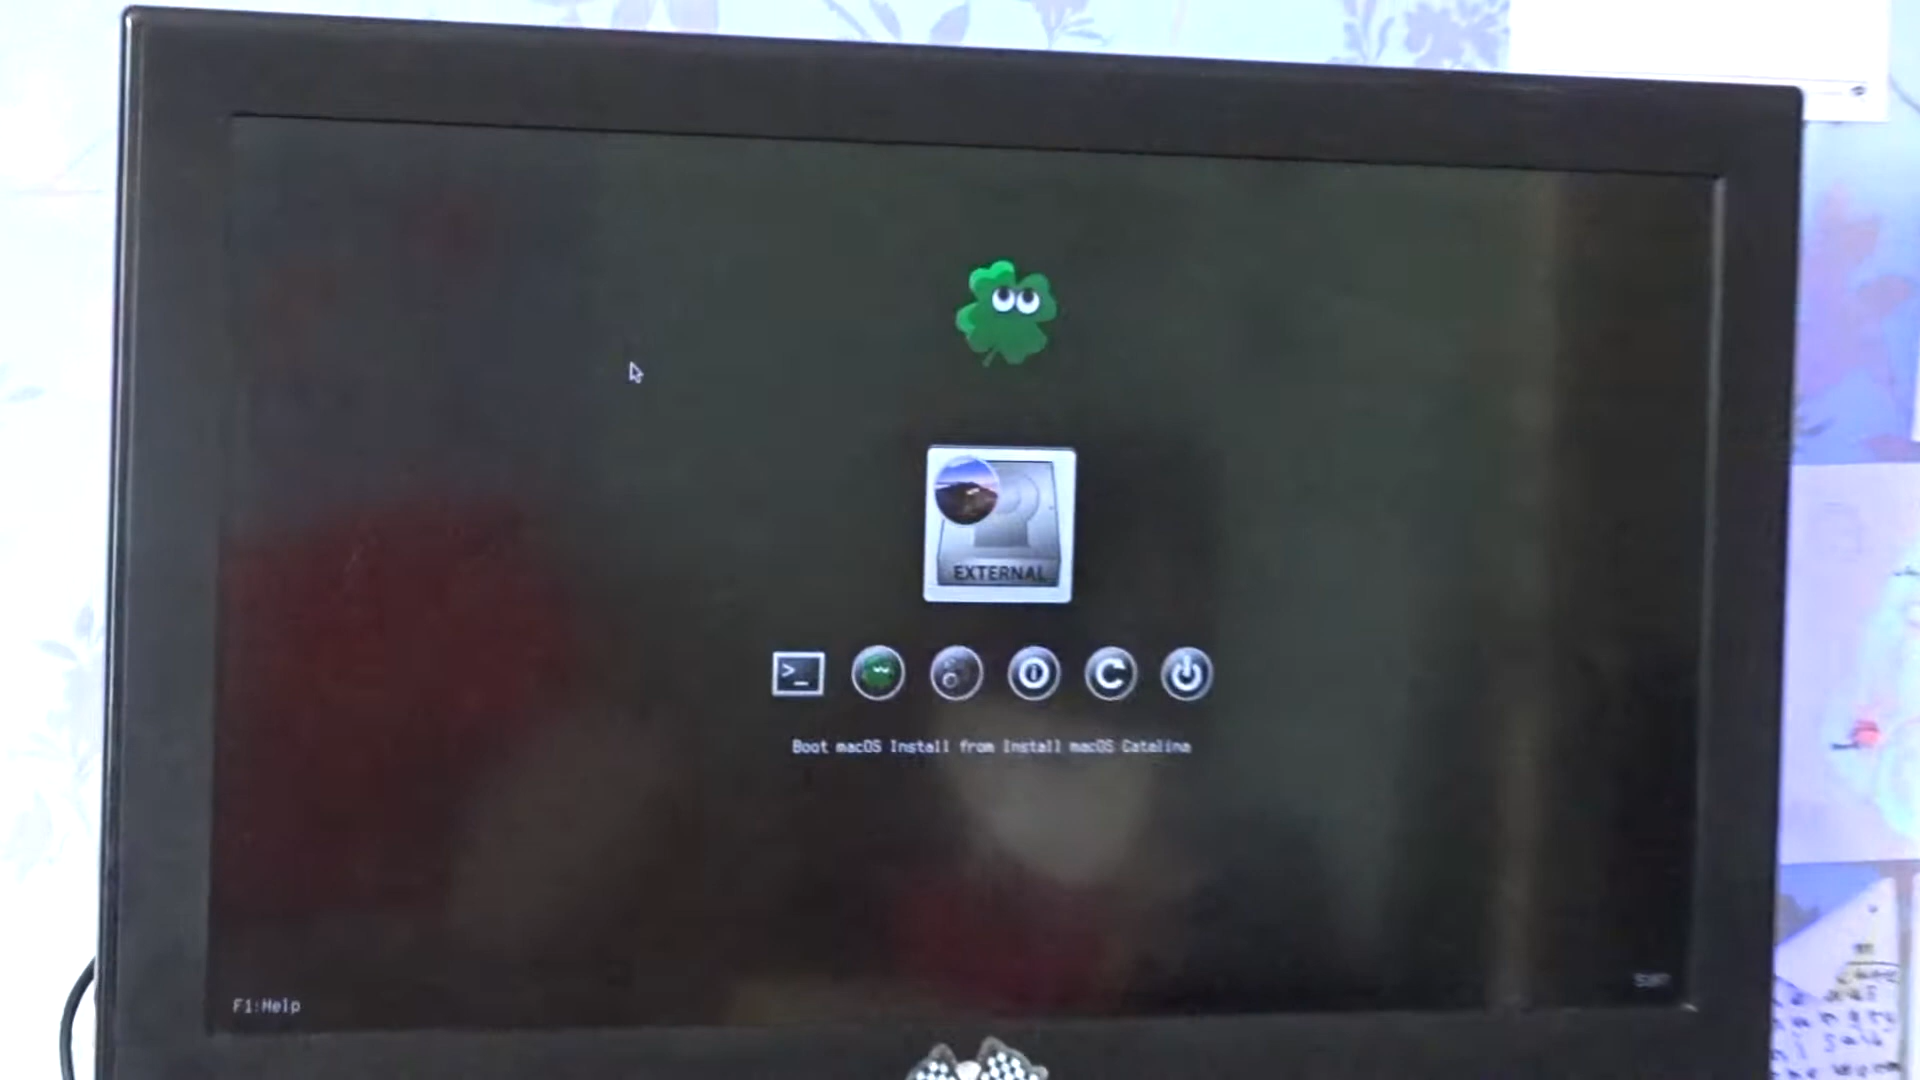 EXTERNAL
>_
Boot macOS Install from Install macOS Catalina
F1:Help